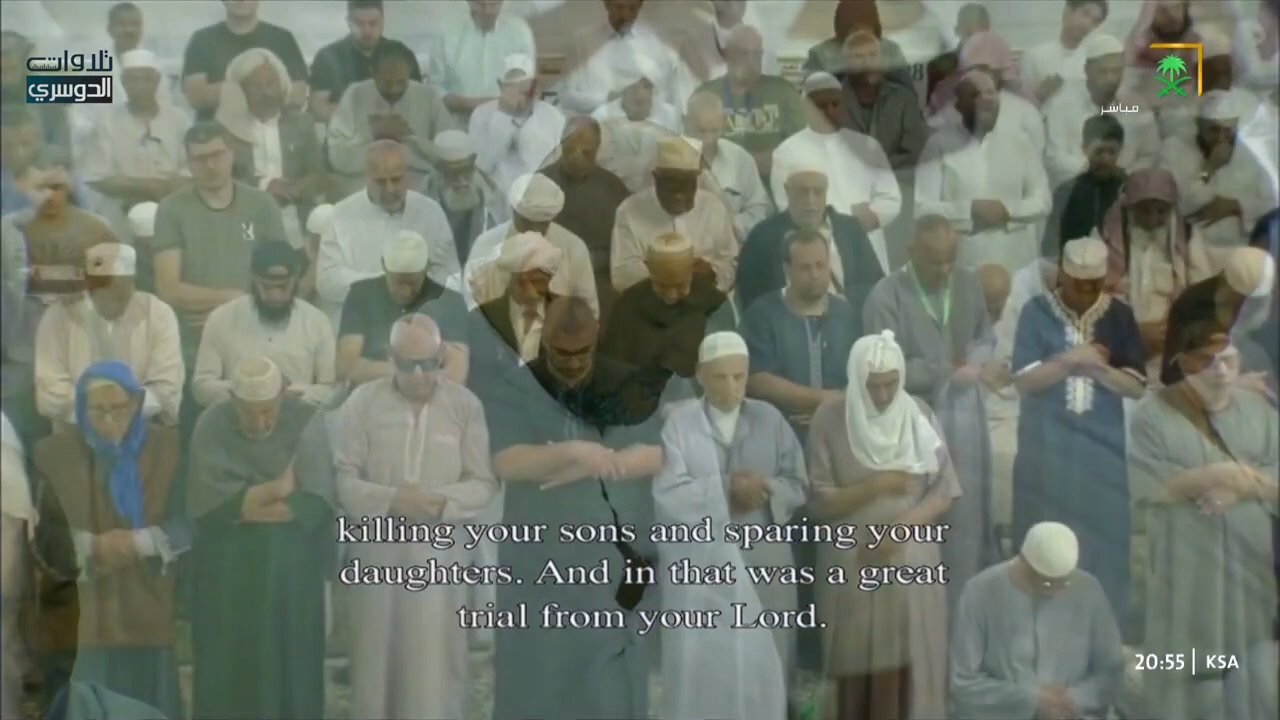 تلاوات
الدوسري
مباشر
killing your sons and sparing your
daughters. And in that was a great
trial from your Lord.
20:55 | KSA